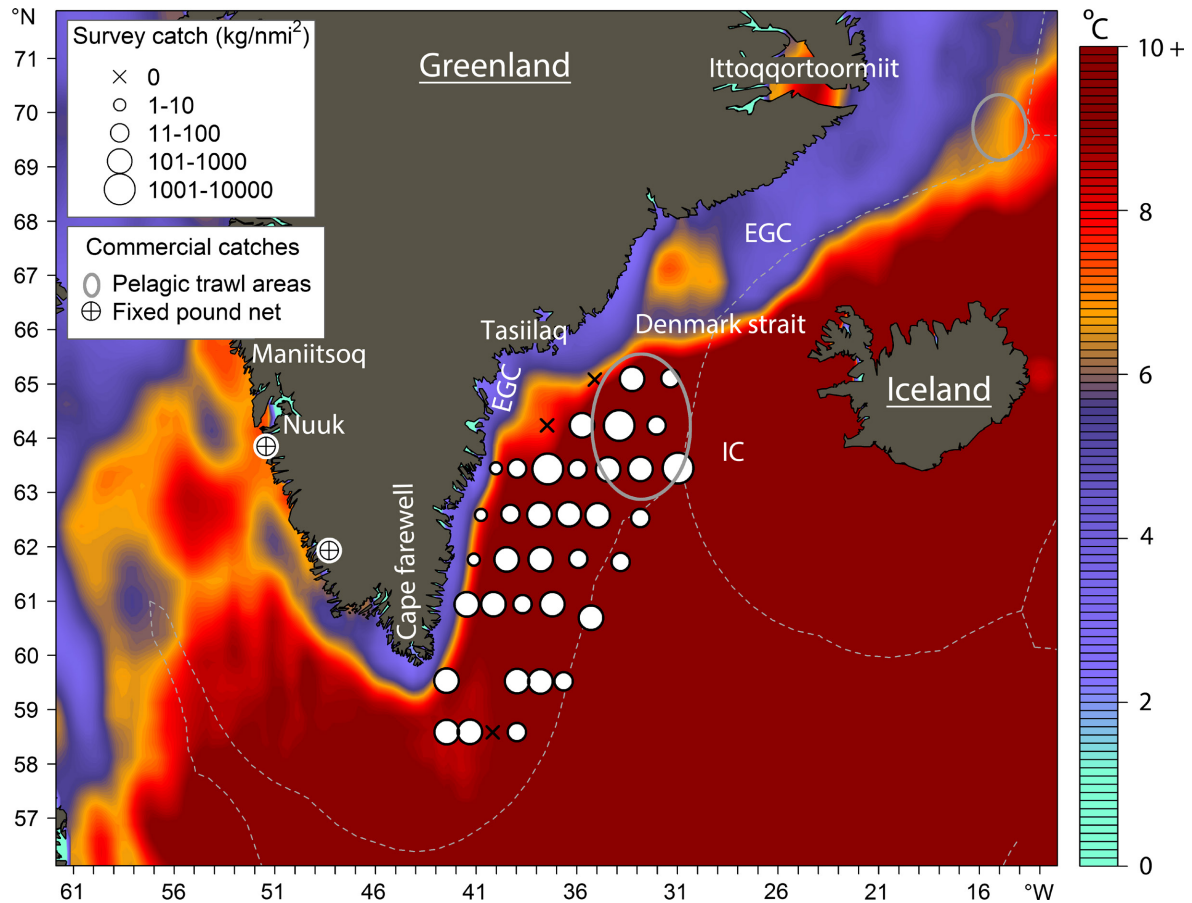 °N
Survey catch (kg/nmi²)
0
1-10
11-100
101-1000
1001-10000
Commercial catches
Pelagic trawl areas
Fixed pound net
Greenland
Ittoqqortoormiit
EGC
Denmark strait
Tasiilaq
Maniitsoq
EGC
Nuuk
Iceland
IC
Cape farewell
71
70
69
68
67
66
65
64
63
62
61
60
59
58
57
61
56
51
46
41
36
31
26
21
16
°W
°C
10 +
8
6
4
2
0